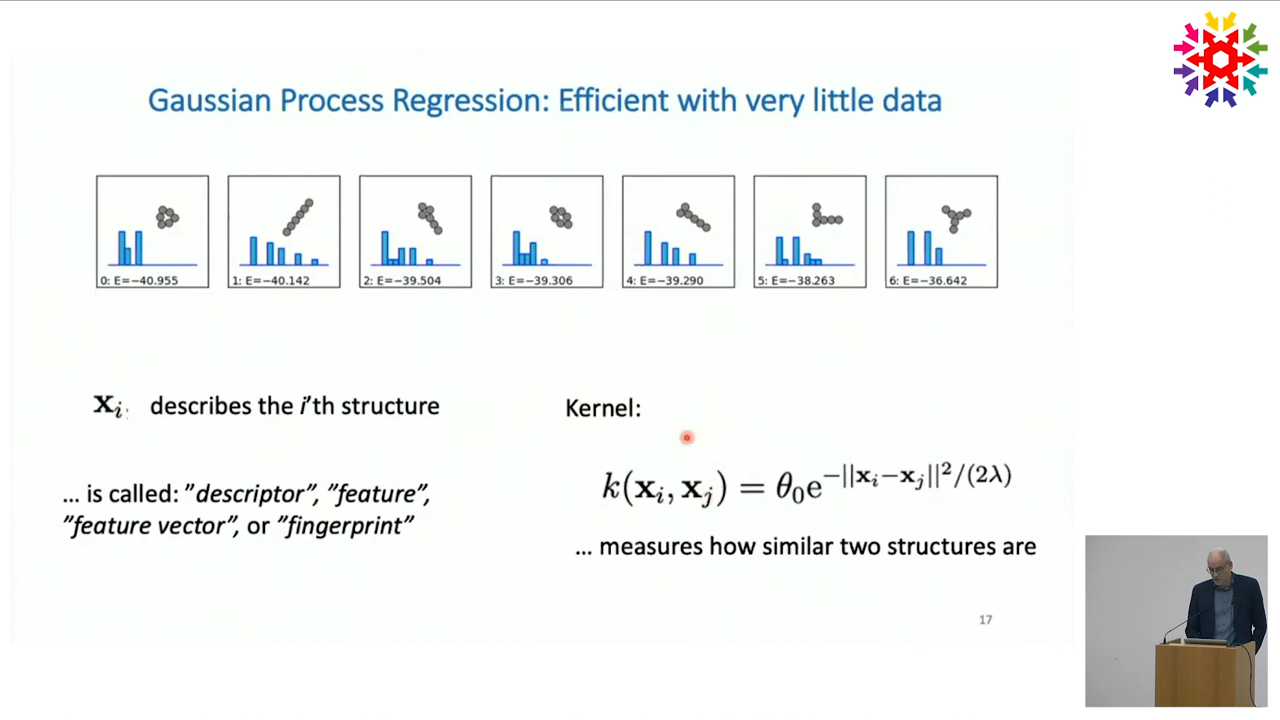 Gaussian Process Regression: Efficient with very little data
0: E=−40.955
1: E=−40.142
2: E=−39.504
3: E=−39.306
4: E=−39.290
5: E=−38.263
6: E=−36.642
xᵢ describes the i'th structure
Kernel:
k(xᵢ, xⱼ) = θ₀e^{−||xᵢ−xⱼ||²/(2λ)}
... is called: ”descriptor”, ”feature”,
”feature vector”, or ”fingerprint”
... measures how similar two structures are
17